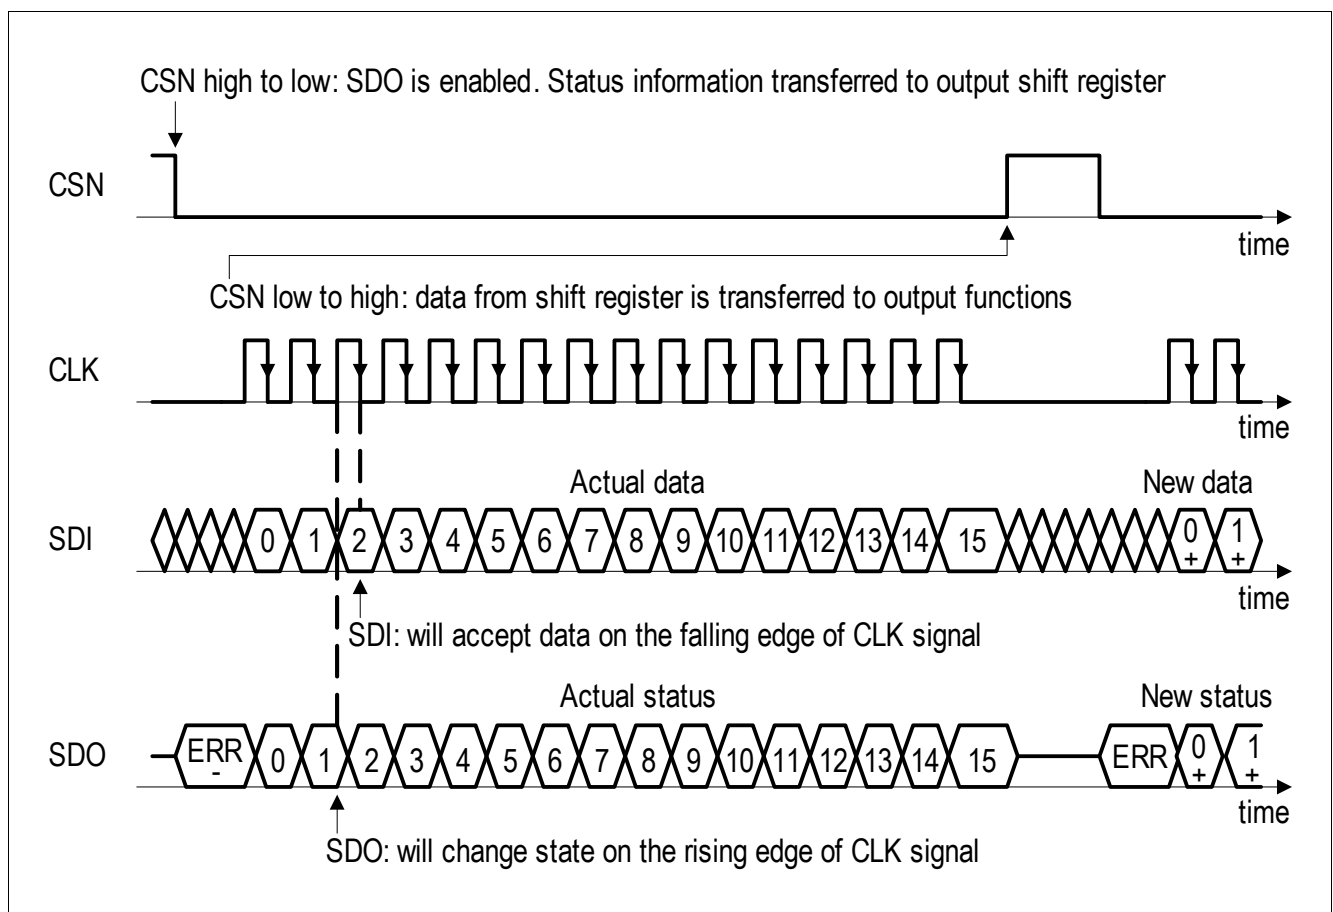 CSN high to low: SDO is enabled. Status information transferred to output shift register
CSN
time
CSN low to high: data from shift register is transferred to output functions
CLK
time
Actual data
New data
SDI
0 1 2 3 4 5 6 7 8 9 10 11 12 13 14 15
0 1
+ +
time
SDI: will accept data on the falling edge of CLK signal
Actual status
New status
SDO
ERR
-
0 1 2 3 4 5 6 7 8 9 10 11 12 13 14 15
ERR
0 1
+ +
time
SDO: will change state on the rising edge of CLK signal